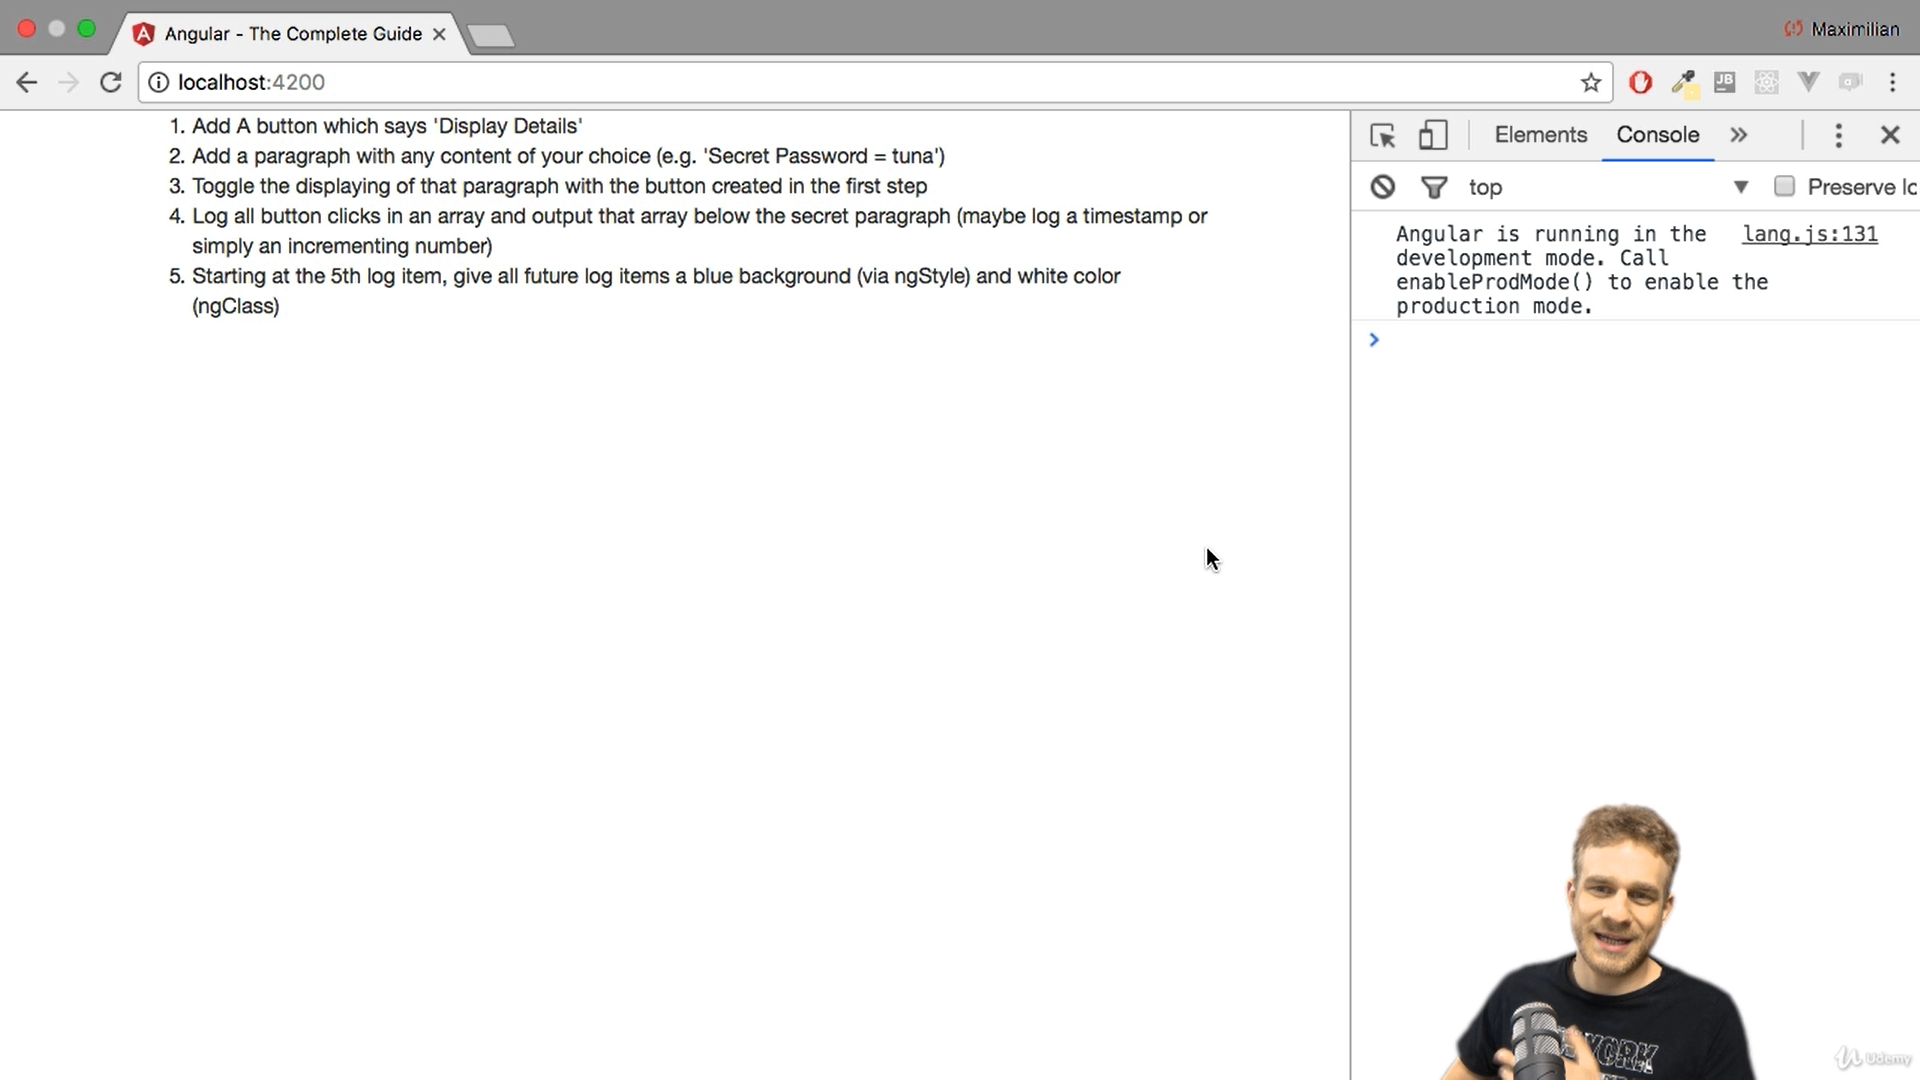 Angular - The Complete Guide
Maximilian
localhost:4200
JB
1. Add A button which says 'Display Details'
2. Add a paragraph with any content of your choice (e.g. 'Secret Password = tuna')
3. Toggle the displaying of that paragraph with the button created in the first step
4. Log all button clicks in an array and output that array below the secret paragraph (maybe log a timestamp or
simply an incrementing number)
5. Starting at the 5th log item, give all future log items a blue background (via ngStyle) and white color
(ngClass)
Elements Console
top Preserve lo
Angular is running in the lang.js:131
development mode. Call
enableProdMode() to enable the
production mode.
YORK
Udemy